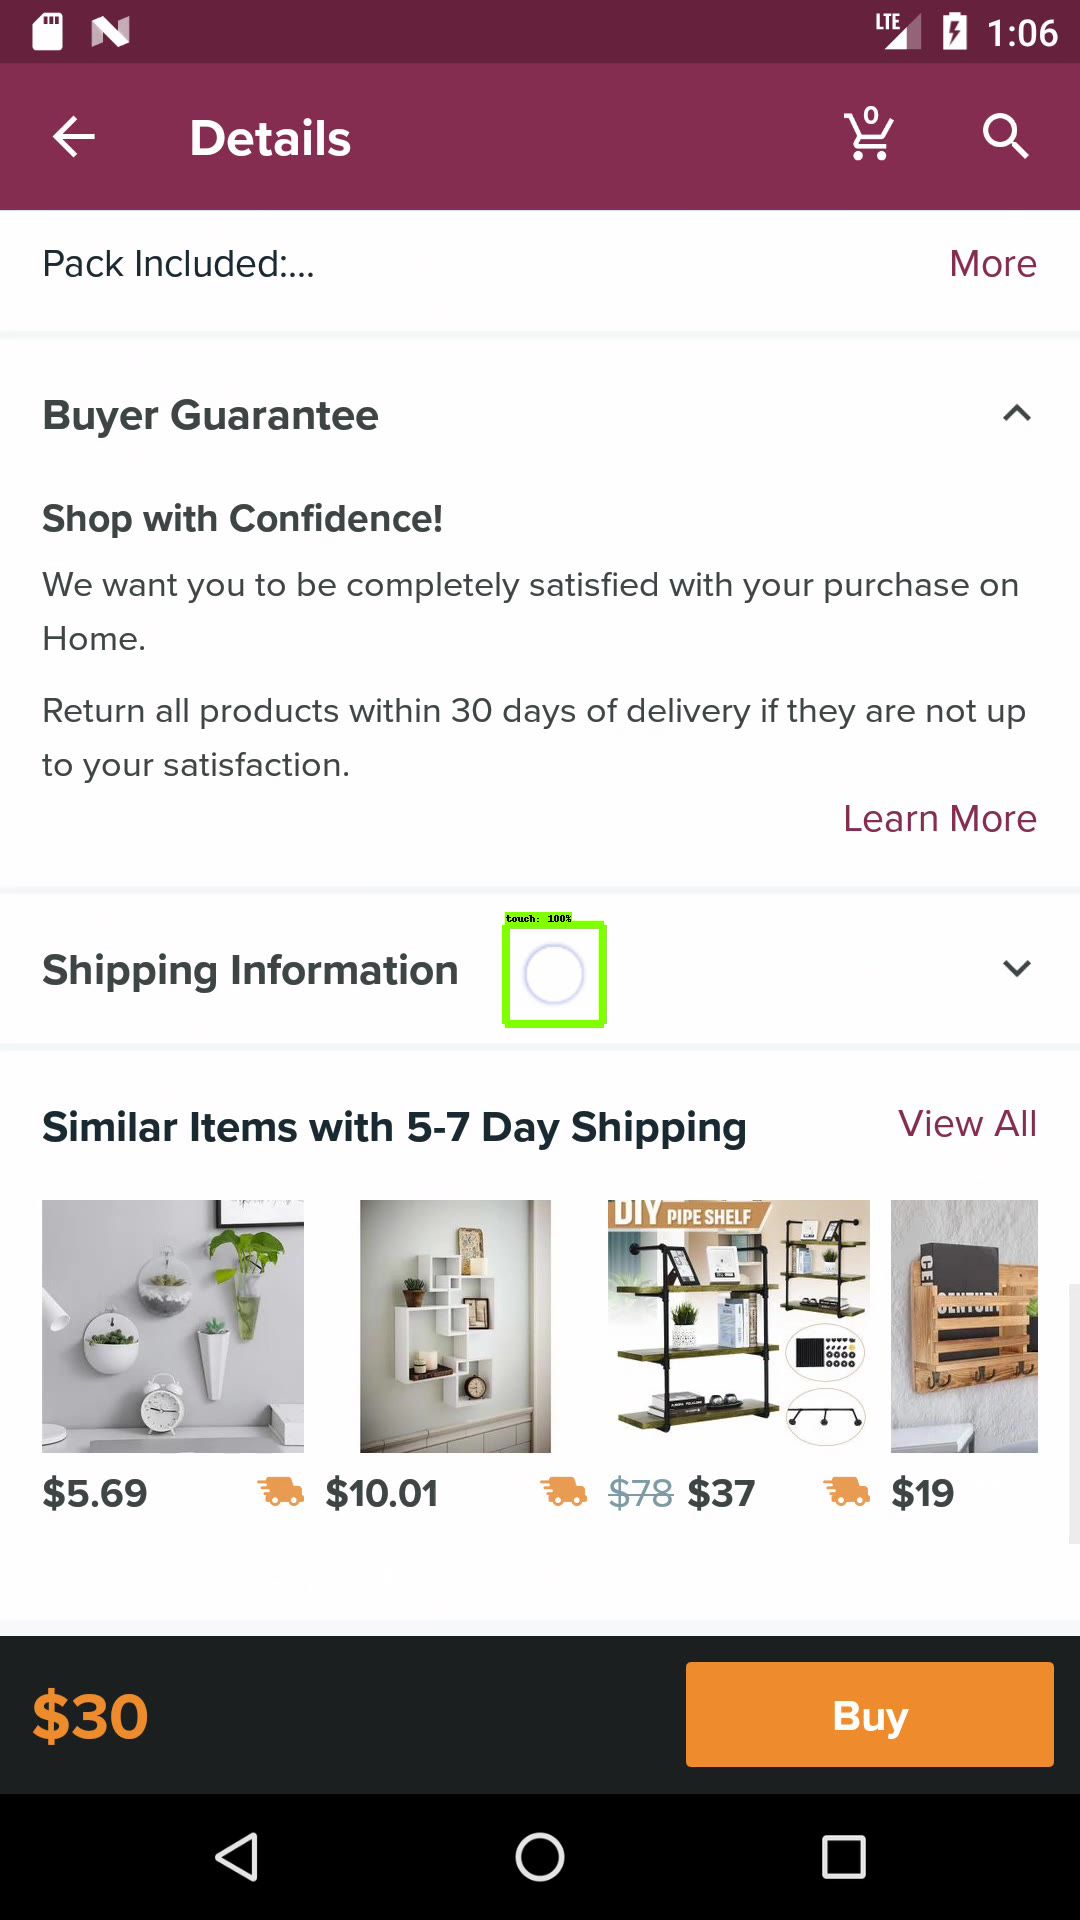 LTE 1:06
Details 0
Pack Included:... More
Buyer Guarantee
Shop with Confidence!
We want you to be completely satisfied with your purchase on
Home.
Return all products within 30 days of delivery if they are not up
to your satisfaction.
Learn More
touch: 100%
Shipping Information
Similar Items with 5-7 Day Shipping View All
DIY PIPE SHELF
$5.69 $10.01 $78 $37 $19
$30 Buy